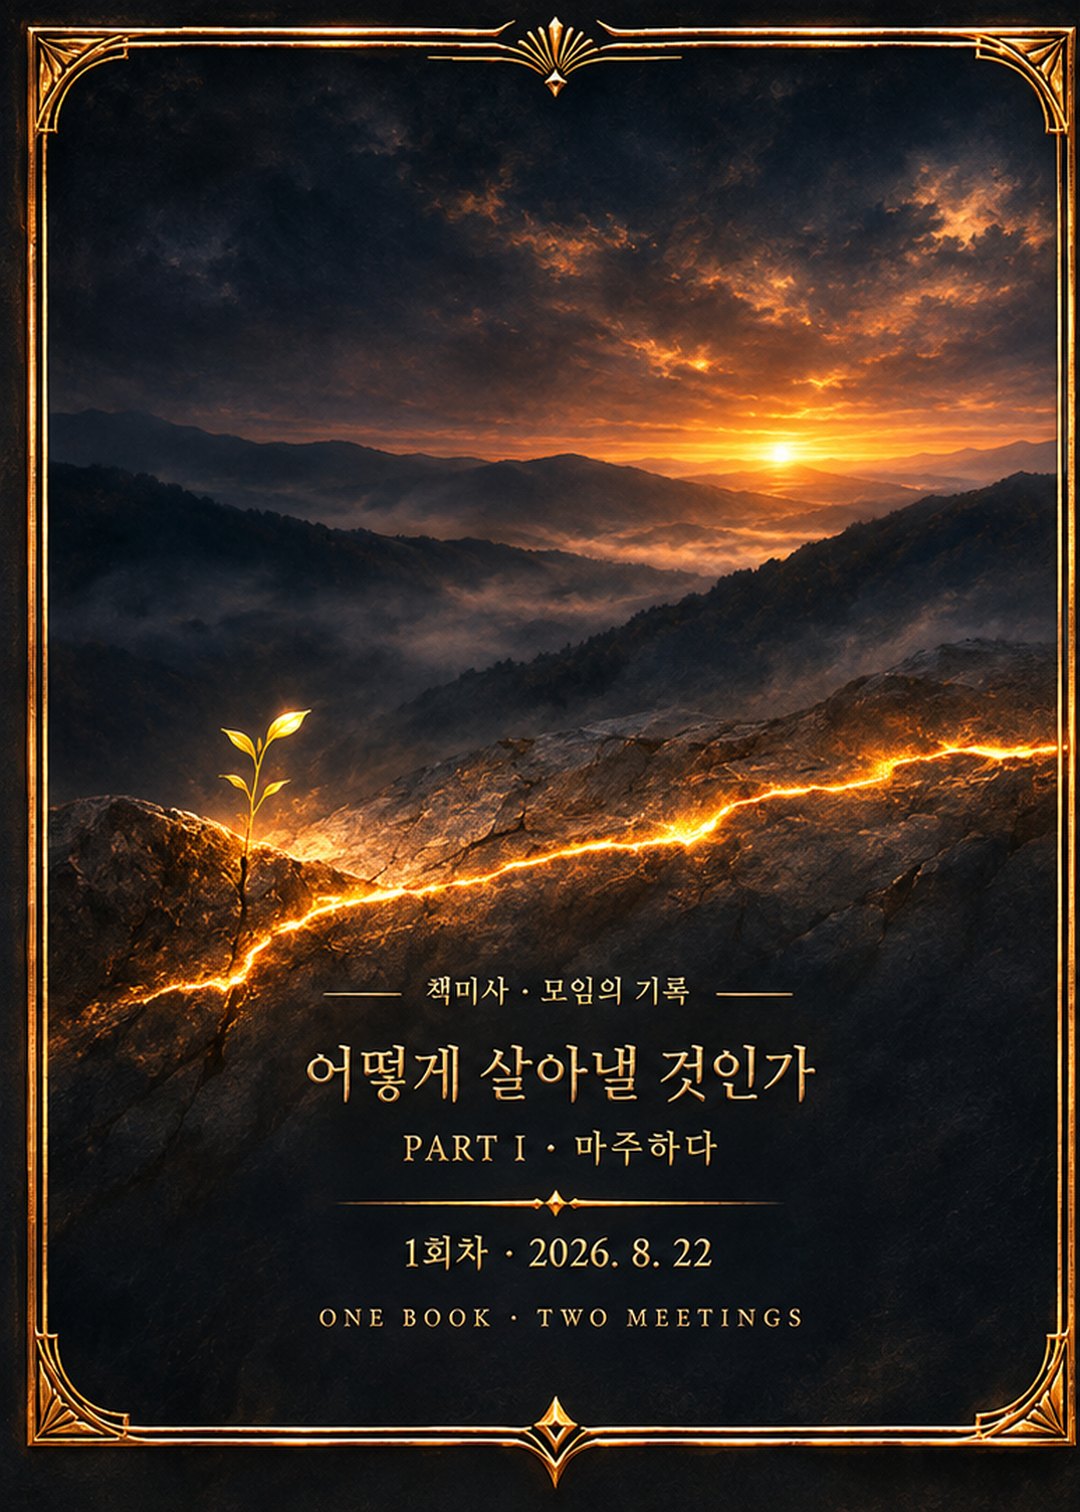 책미사 · 모임의 기록
어떻게 살아낼 것인가
PART I · 마주하다
1회차 · 2026. 8. 22
ONE BOOK · TWO MEETINGS